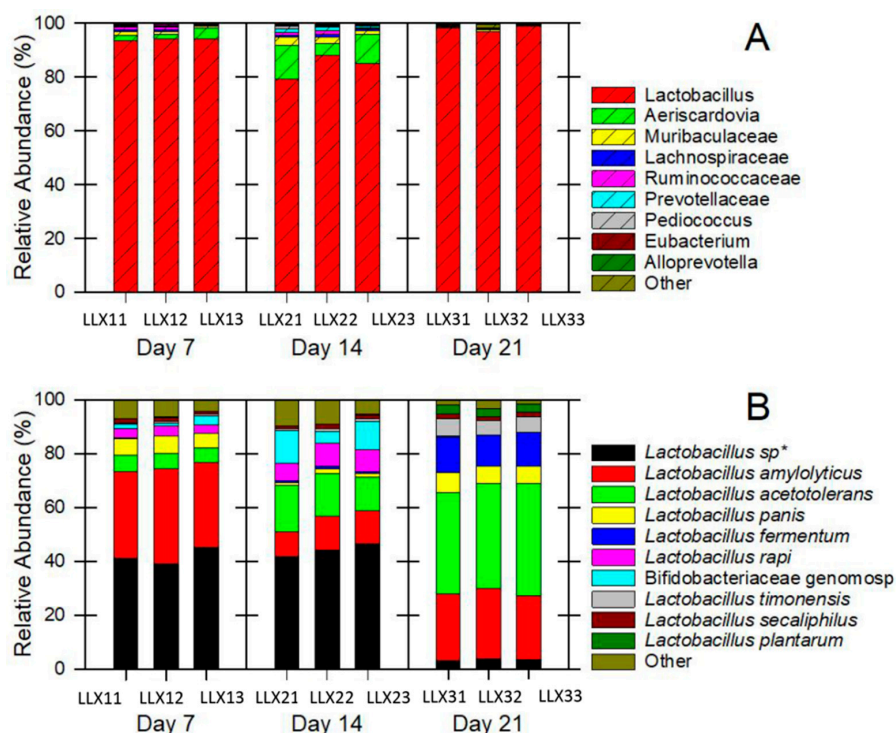 A
Relative Abundance (%)
100
80
60
40
20
0
LLX11 LLX12 LLX13 LLX21 LLX22 LLX23 LLX31 LLX32 LLX33
Day 7 Day 14 Day 21
Lactobacillus
Aeriscardovia
Muribaculaceae
Lachnospiraceae
Ruminococcaceae
Prevotellaceae
Pediococcus
Eubacterium
Alloprevotella
Other
B
Relative Abundance (%)
100
80
60
40
20
0
LLX11 LLX12 LLX13 LLX21 LLX22 LLX23 LLX31 LLX32 LLX33
Day 7 Day 14 Day 21
Lactobacillus sp*
Lactobacillus amylolyticus
Lactobacillus acetotolerans
Lactobacillus panis
Lactobacillus fermentum
Lactobacillus rapi
Bifidobacteriaceae genomosp
Lactobacillus timonensis
Lactobacillus secaliphilus
Lactobacillus plantarum
Other